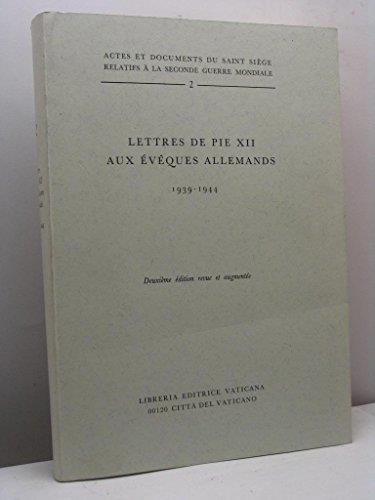 ACTES ET DOCUMENTS DU SAINT SIÈGE
RELATIFS À LA SECONDE GUERRE MONDIALE
2
LETTRES DE PIE XII
AUX ÉVÊQUES ALLEMANDS
1939-1944
Deuxième édition revue et augmentée
LIBRERIA EDITRICE VATICANA
00120 CITTÀ DEL VATICANO